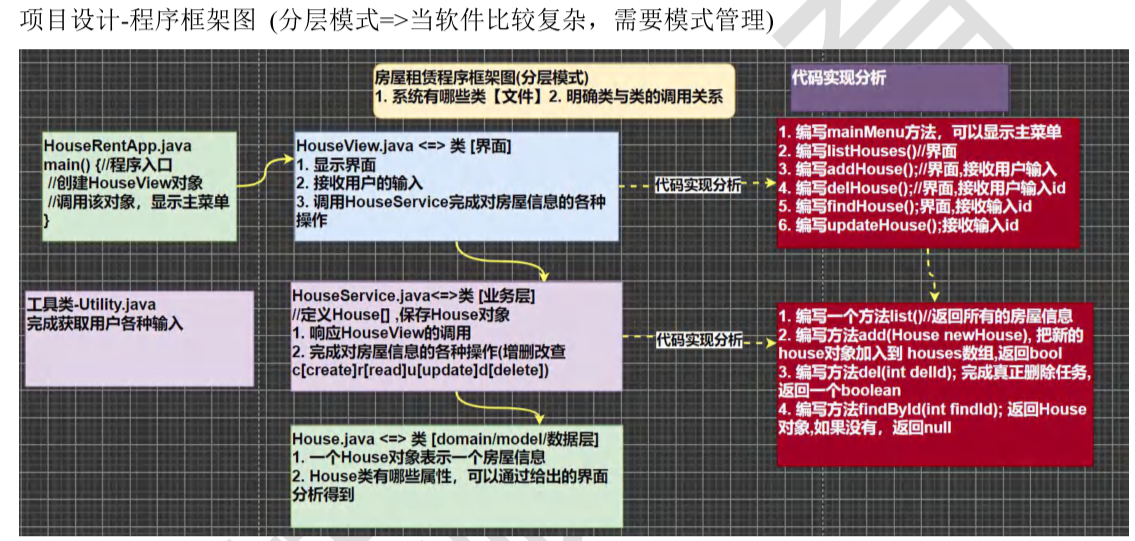 项目设计-程序框架图 (分层模式=>当软件比较复杂，需要模式管理)
房屋租赁程序框架图(分层模式)
1. 系统有哪些类【文件】2. 明确类与类的调用关系
代码实现分析
HouseRentApp.java
main() {//程序入口
//创建HouseView对象
//调用该对象，显示主菜单
}
HouseView.java <=> 类 [界面]
1. 显示界面
2. 接收用户的输入
3. 调用HouseService完成对房屋信息的各种
操作
代码实现分析
1. 编写mainMenu方法，可以显示主菜单
2. 编写listHouses()//界面
3. 编写addHouse();//界面,接收用户输入
4. 编写delHouse();//界面,接收用户输入id
5. 编写findHouse();界面,接收输入id
6. 编写updateHouse();接收输入id
工具类-Utility.java
完成获取用户各种输入
HouseService.java<=>类 [业务层]
//定义House[] ,保存House对象
1. 响应HouseView的调用
2. 完成对房屋信息的各种操作(增删改查
c[create]r[read]u[update]d[delete])
代码实现分析
1. 编写一个方法list()//返回所有的房屋信息
2. 编写方法add(House newHouse), 把新的
house对象加入到 houses数组,返回bool
3. 编写方法del(int delId); 完成真正删除任务,
返回一个boolean
4. 编写方法findById(int findId); 返回House
对象,如果没有，返回null
House.java <=> 类 [domain/model/数据层]
1. 一个House对象表示一个房屋信息
2. House类有哪些属性，可以通过给出的界面
分析得到